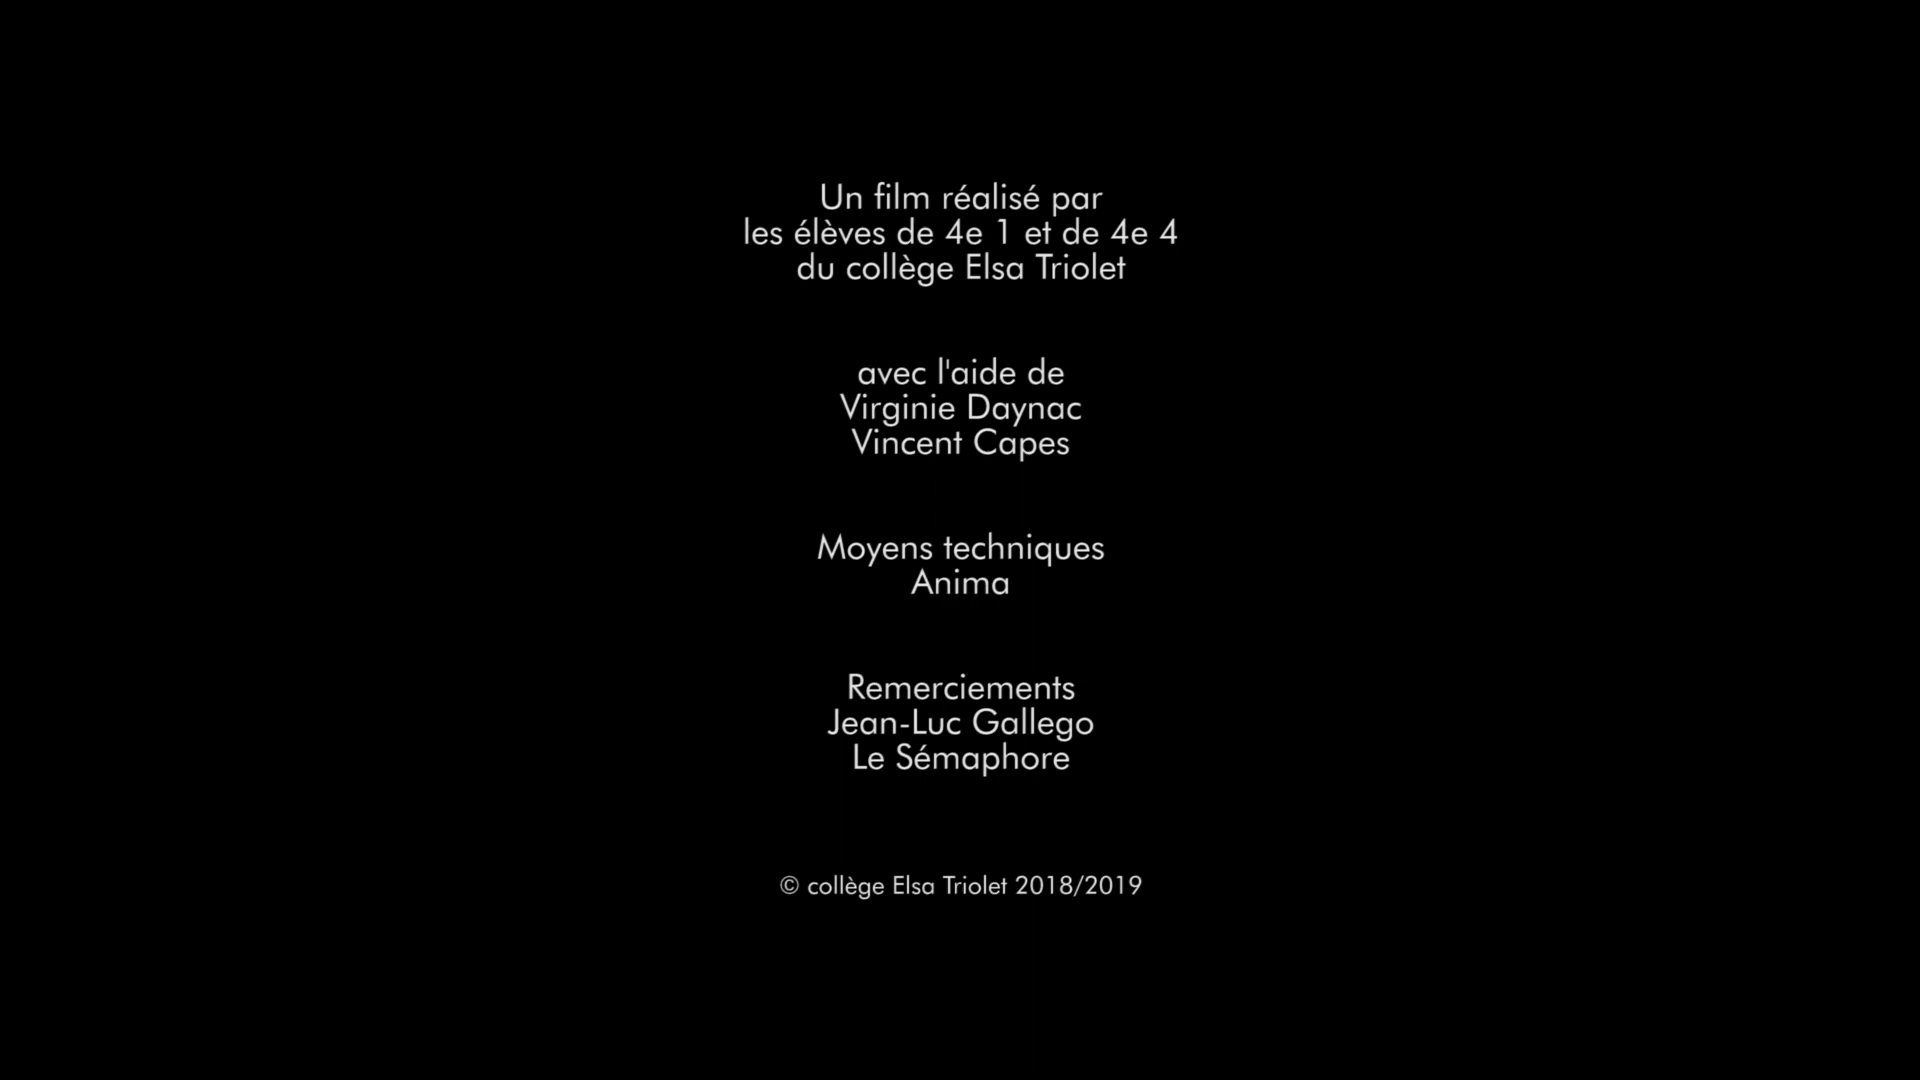 Un film réalisé par
les élèves de 4e 1 et de 4e 4
du collège Elsa Triolet
avec l'aide de
Virginie Daynac
Vincent Capes
Moyens techniques
Anima
Remerciements
Jean-Luc Gallego
Le Sémaphore
© collège Elsa Triolet 2018/2019